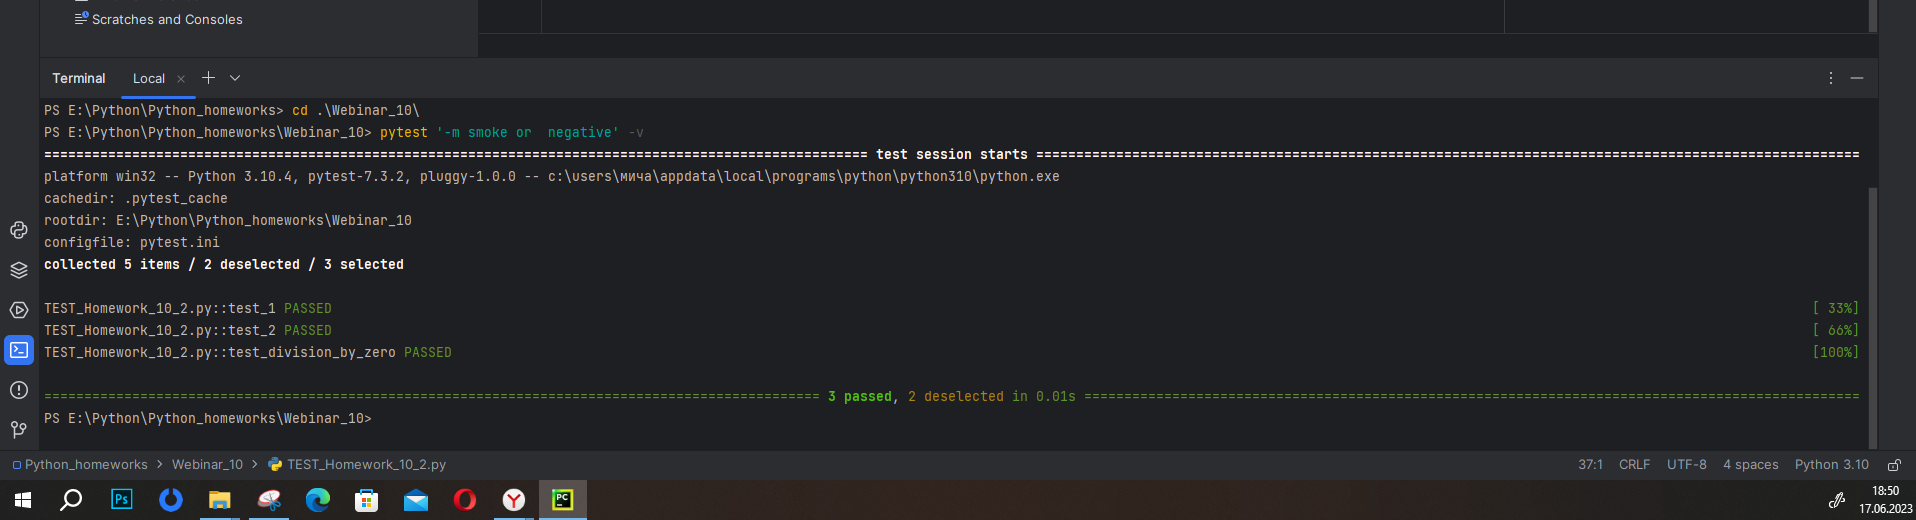 Scratches and Consoles
Terminal Local
PS E:\Python\Python_homeworks> cd .\Webinar_10\
PS E:\Python\Python_homeworks\Webinar_10> pytest '-m smoke or  negative' -v
======================================================================================================= test session starts =======================================================================================================
platform win32 -- Python 3.10.4, pytest-7.3.2, pluggy-1.0.0 -- c:\users\мича\appdata\local\programs\python\python310\python.exe
cachedir: .pytest_cache
rootdir: E:\Python\Python_homeworks\Webinar_10
configfile: pytest.ini
collected 5 items / 2 deselected / 3 selected
TEST_Homework_10_2.py::test_1 PASSED [ 33%]
TEST_Homework_10_2.py::test_2 PASSED [ 66%]
TEST_Homework_10_2.py::test_division_by_zero PASSED [100%]
================================================================================================= 3 passed, 2 deselected in 0.01s =================================================================================================
PS E:\Python\Python_homeworks\Webinar_10>
Python_homeworks > Webinar_10 > TEST_Homework_10_2.py 37:1 CRLF UTF-8 4 spaces Python 3.10
Ps
PC
18:50
17.06.2023